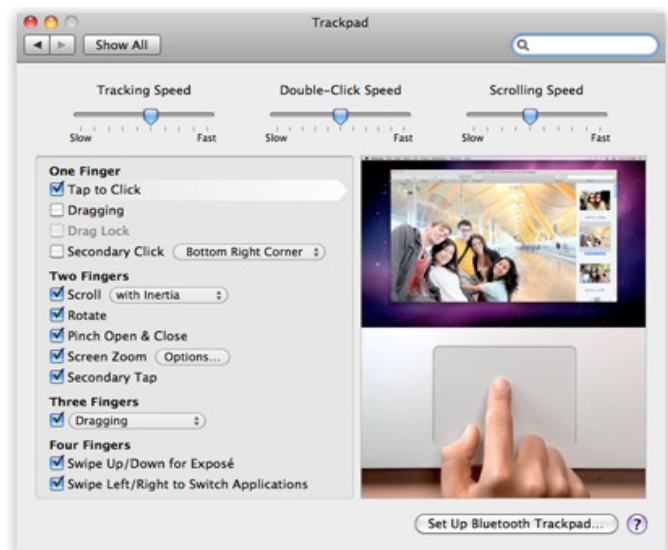 Trackpad
Show All
Tracking Speed Double-Click Speed Scrolling Speed
Slow Fast Slow Fast Slow Fast
One Finger
Tap to Click
Dragging
Drag Lock
Secondary Click Bottom Right Corner
Two Fingers
Scroll with Inertia
Rotate
Pinch Open & Close
Screen Zoom Options...
Secondary Tap
Three Fingers
Dragging
Four Fingers
Swipe Up/Down for Exposé
Swipe Left/Right to Switch Applications
Set Up Bluetooth Trackpad... ?